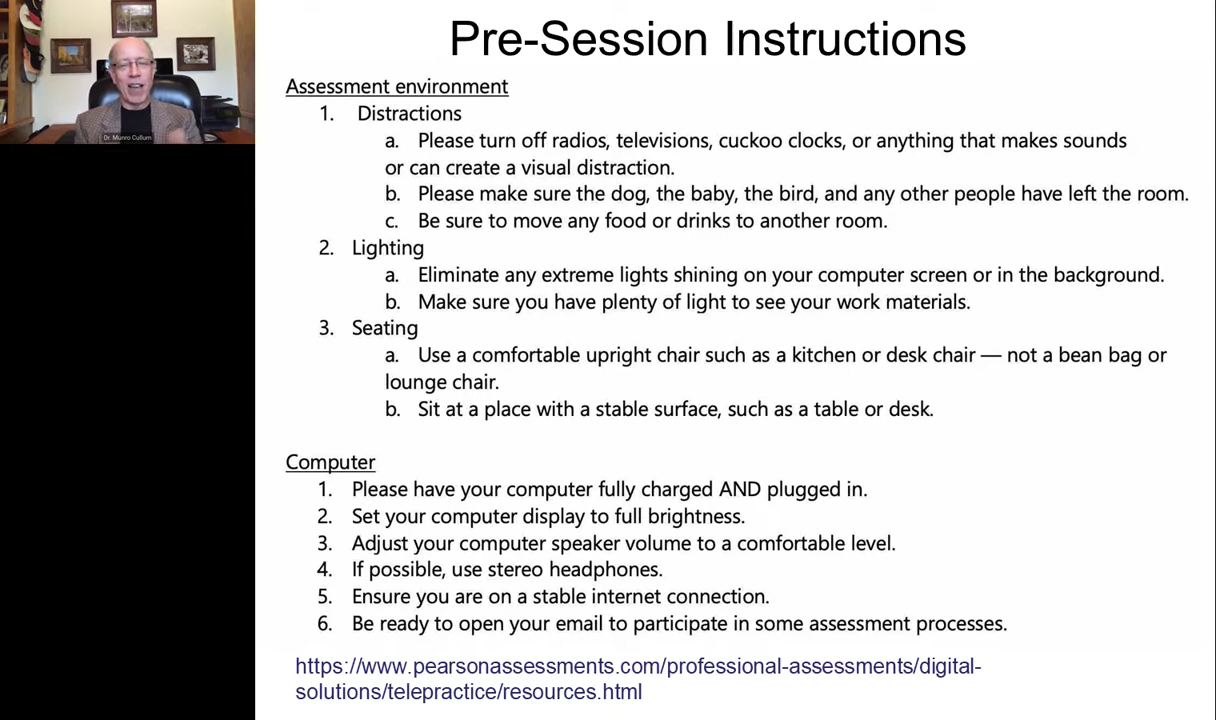 Pre-Session Instructions
Dr. Munro Cullum
Assessment environment
1. Distractions
a. Please turn off radios, televisions, cuckoo clocks, or anything that makes sounds
or can create a visual distraction.
b. Please make sure the dog, the baby, the bird, and any other people have left the room.
c. Be sure to move any food or drinks to another room.
2. Lighting
a. Eliminate any extreme lights shining on your computer screen or in the background.
b. Make sure you have plenty of light to see your work materials.
3. Seating
a. Use a comfortable upright chair such as a kitchen or desk chair — not a bean bag or
lounge chair.
b. Sit at a place with a stable surface, such as a table or desk.
Computer
1. Please have your computer fully charged AND plugged in.
2. Set your computer display to full brightness.
3. Adjust your computer speaker volume to a comfortable level.
4. If possible, use stereo headphones.
5. Ensure you are on a stable internet connection.
6. Be ready to open your email to participate in some assessment processes.
https://www.pearsonassessments.com/professional-assessments/digital-
solutions/telepractice/resources.html